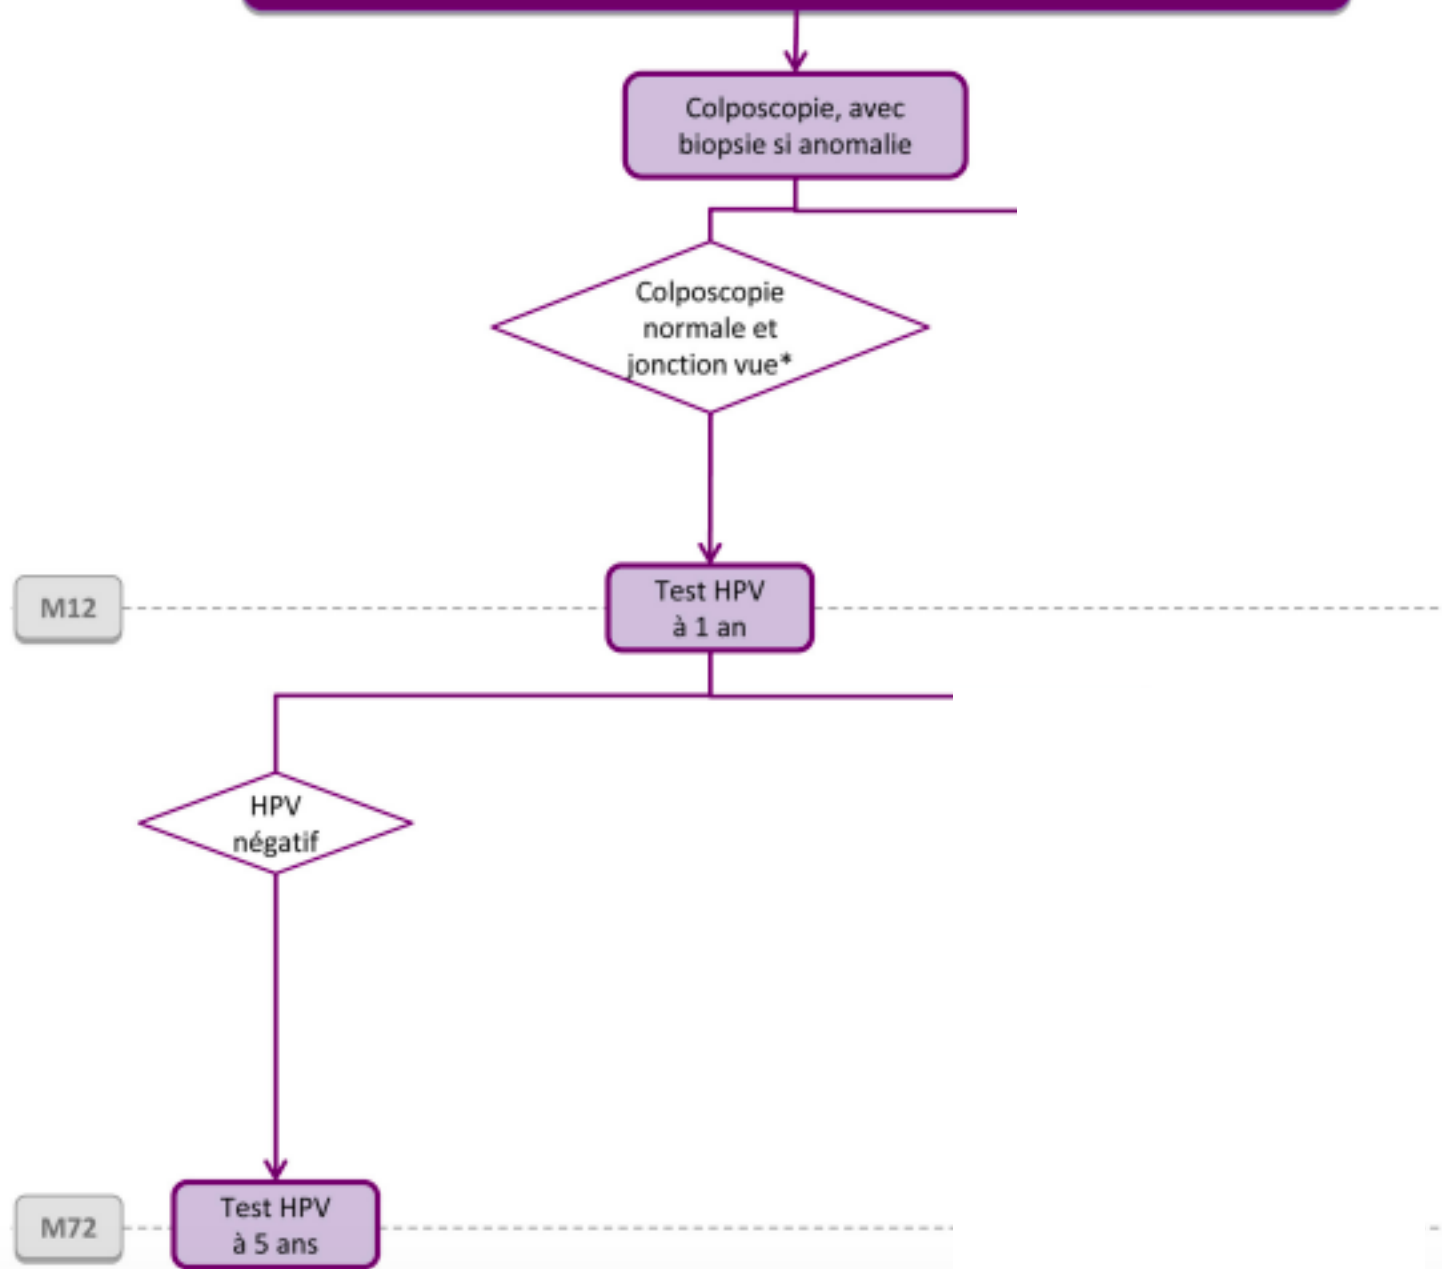 Colposcopie, avec
biopsie si anomalie
Colposcopie
normale et
jonction vue*
M12
Test HPV
à 1 an
HPV
négatif
M72
Test HPV
à 5 ans